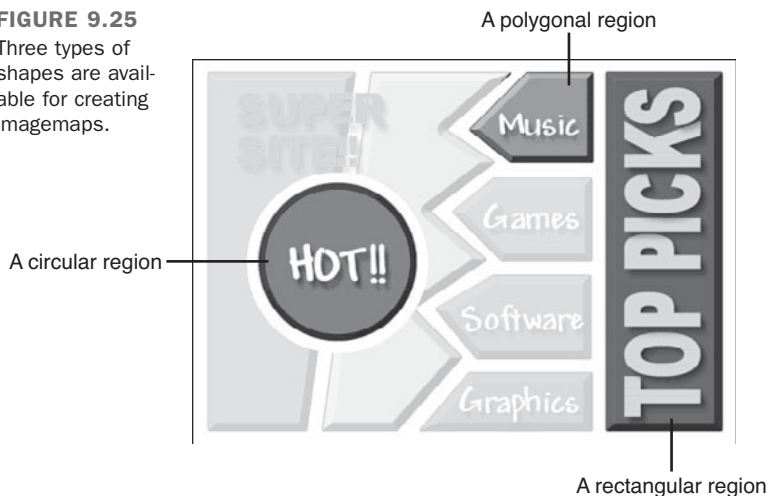 FIGURE 9.25
Three types of
shapes are avail-
able for creating
imagemaps.
A polygonal region
SUPER
SITE!!
Music
Games
HOT!!
A circular region
Software
Graphics
TOP PICKS
A rectangular region